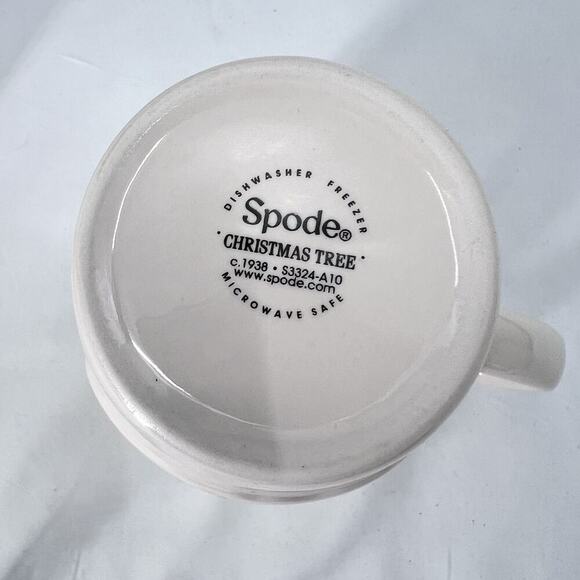 DISHWASHER FREEZER
Spode®
· CHRISTMAS TREE ·
c.1938 · S3324-A10
www.spode.com
MICROWAVE SAFE